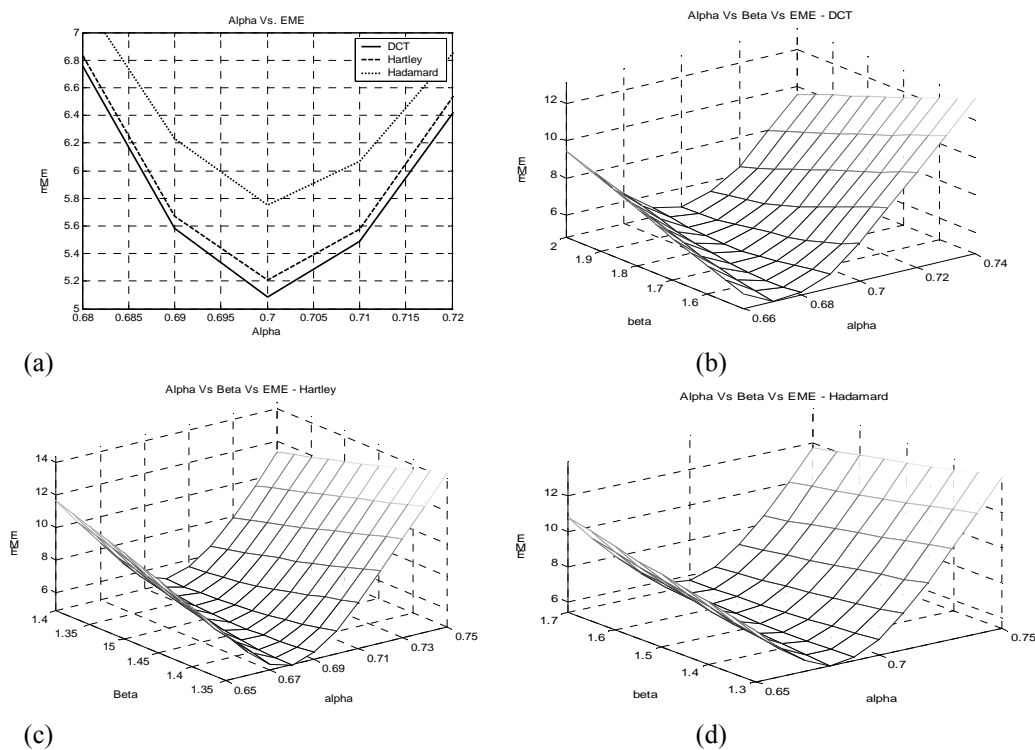 Alpha Vs. EME
7
6.8
6.6
6.4
6.2
6
5.8
5.6
5.4
5.2
5
EME
DCT
Hartley
Hadamard
0.68 0.685 0.69 0.695 0.7 0.705 0.71 0.715 0.72
Alpha
(a)
Alpha Vs Beta Vs EME - DCT
12
10
8
6
EME
2 1.9 1.8 1.7 1.6
beta
0.66 0.68 0.7 0.72 0.74
alpha
(b)
Alpha Vs Beta Vs EME - Hartley
14
12
10
8
6
EME
1.4 1.35 15 1.45 1.4 1.35
Beta
0.65 0.67 0.69 0.71 0.73 0.75
alpha
(c)
Alpha Vs Beta Vs EME - Hadamard
12
10
8
6
EME
1.7 1.6 1.5 1.4 1.3
beta
0.65 0.7 0.75
alpha
(d)